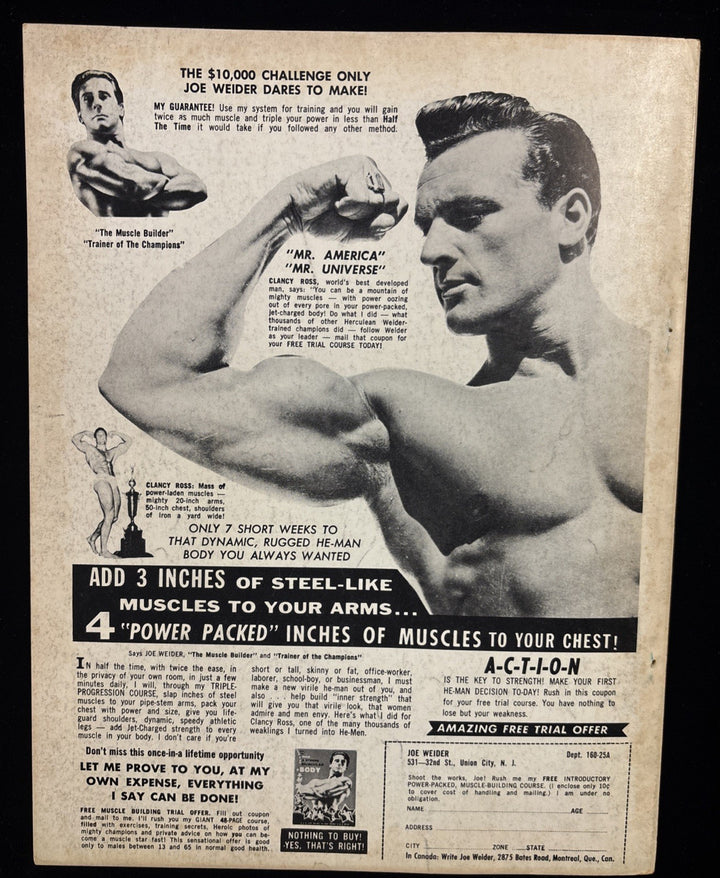 THE $10,000 CHALLENGE ONLY
JOE WEIDER DARES TO MAKE!
MY GUARANTEE! Use my system for training and you will gain
twice as much muscle and triple your power in less than Half
The Time it would take if you followed any other method.
"The Muscle Builder"
"Trainer of The Champions"
"MR. AMERICA"
"MR. UNIVERSE"
CLANCY ROSS, world's best developed
man, says: "You can be a mountain of
mighty muscles — with power oozing
out of every pore in your power-packed,
jet-charged body! Do what I did — what
thousands of other Herculean Weider-
trained champions did — follow Weider
as your leader — mail that coupon for
your FREE TRIAL COURSE TODAY!
CLANCY ROSS: Mass of
power-laden muscles —
mighty 20-inch arms,
50-inch chest, shoulders
of iron a yard wide!
ONLY 7 SHORT WEEKS TO
THAT DYNAMIC, RUGGED HE-MAN
BODY YOU ALWAYS WANTED
ADD 3 INCHES OF STEEL-LIKE
MUSCLES TO YOUR ARMS...
4 "POWER PACKED" INCHES OF MUSCLES TO YOUR CHEST!
Says JOE WEIDER, "The Muscle Builder" and "Trainer of the Champions"
IN half the time, with twice the ease, in
the privacy of your own room, in just a few
minutes daily, I will, through my TRIPLE-
PROGRESSION COURSE, slap inches of steel
muscles to your pipe-stem arms, pack your
chest with power and size, give you life-
guard shoulders, dynamic, speedy athletic
legs — add Jet-Charged strength to every
muscle in your body. I don't care if you're
short or tall, skinny or fat, office-worker,
laborer, school-boy, or businessman, I must
make a new virile he-man out of you, and
also . . . help build "inner strength" that
will give you that virile look, that women
admire and men envy. Here's what I did for
Clancy Ross, one of the many thousands of
weaklings I turned into He-Men.
A-C-T-I-O-N
IS THE KEY TO STRENGTH! MAKE YOUR FIRST
HE-MAN DECISION TO-DAY! Rush in this coupon
for your free trial course. You have nothing to
lose but your weakness.
AMAZING FREE TRIAL OFFER
Don't miss this once-in-a lifetime opportunity
LET ME PROVE TO YOU, AT MY
OWN EXPENSE, EVERYTHING
I SAY CAN BE DONE!
FREE MUSCLE BUILDING TRIAL OFFER. Fill out coupon
and mail to me. I'll rush you my GIANT 48-PAGE course,
filled with exercises, training secrets, Heroic photos of
mighty champions and private advice on how you can be-
come a muscle star fast! This sensational offer is good
only to males between 13 and 65 in normal good health.
BODY
NOTHING TO BUY!
YES, THAT'S RIGHT!
JOE WEIDER Dept. 160-25A
531—32nd St., Union City, N. J.
Shoot the works, Joe! Rush me my FREE INTRODUCTORY
POWER-PACKED, MUSCLE-BUILDING COURSE. (I enclose only 10c
to cover cost of handling and mailing.) I am under no
obligation.
NAME AGE
ADDRESS
CITY ZONE STATE
In Canada: Write Joe Weider, 2875 Bates Road, Montreal, Que., Can.